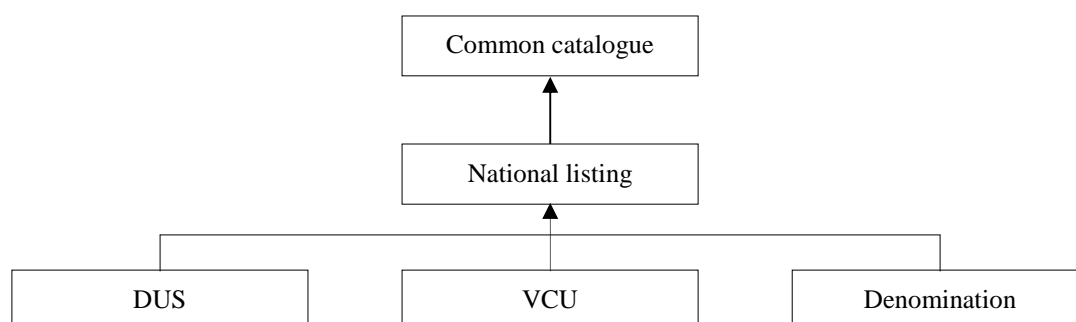 Common catalogue
National listing
DUS
VCU
Denomination